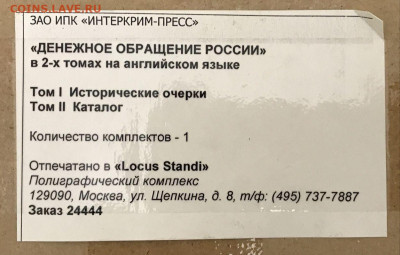 COINS.LAVE.RU
ЗАО ИПК «ИНТЕРКРИМ-ПРЕСС»
«ДЕНЕЖНОЕ ОБРАЩЕНИЕ РОССИИ»
в 2-х томах на английском языке
Том I Исторические очерки
Том II Каталог
Количество комплектов - 1
Отпечатано в «Locus Standi»
Полиграфический комплекс
129090, Москва, ул. Щепкина, д. 8, т/ф: (495) 737-7887
Заказ 24444